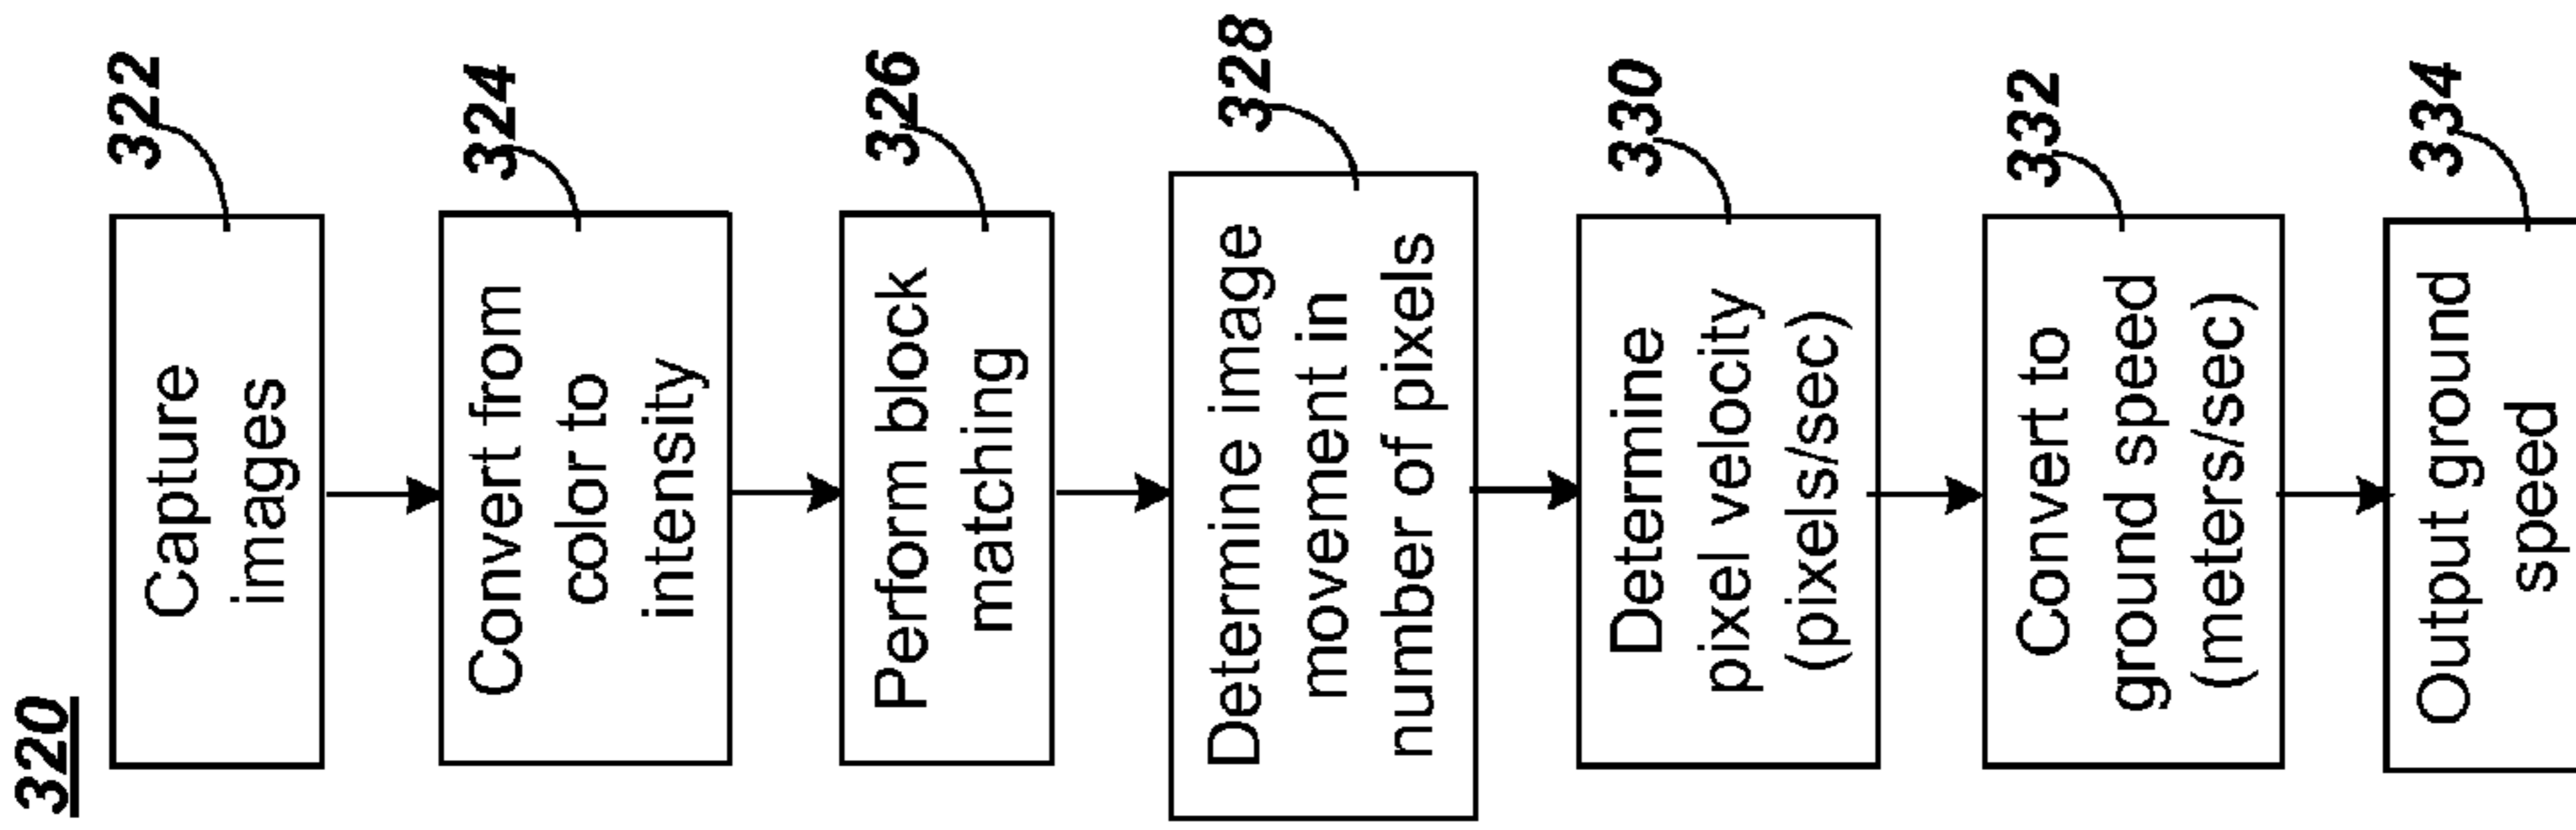 320
322
Capture
images
324
Convert from
color to
intensity
326
Perform block
matching
328
Determine image
movement in
number of pixels
330
Determine
pixel velocity
(pixels/sec)
332
Convert to
ground speed
(meters/sec)
334
Output ground
speed